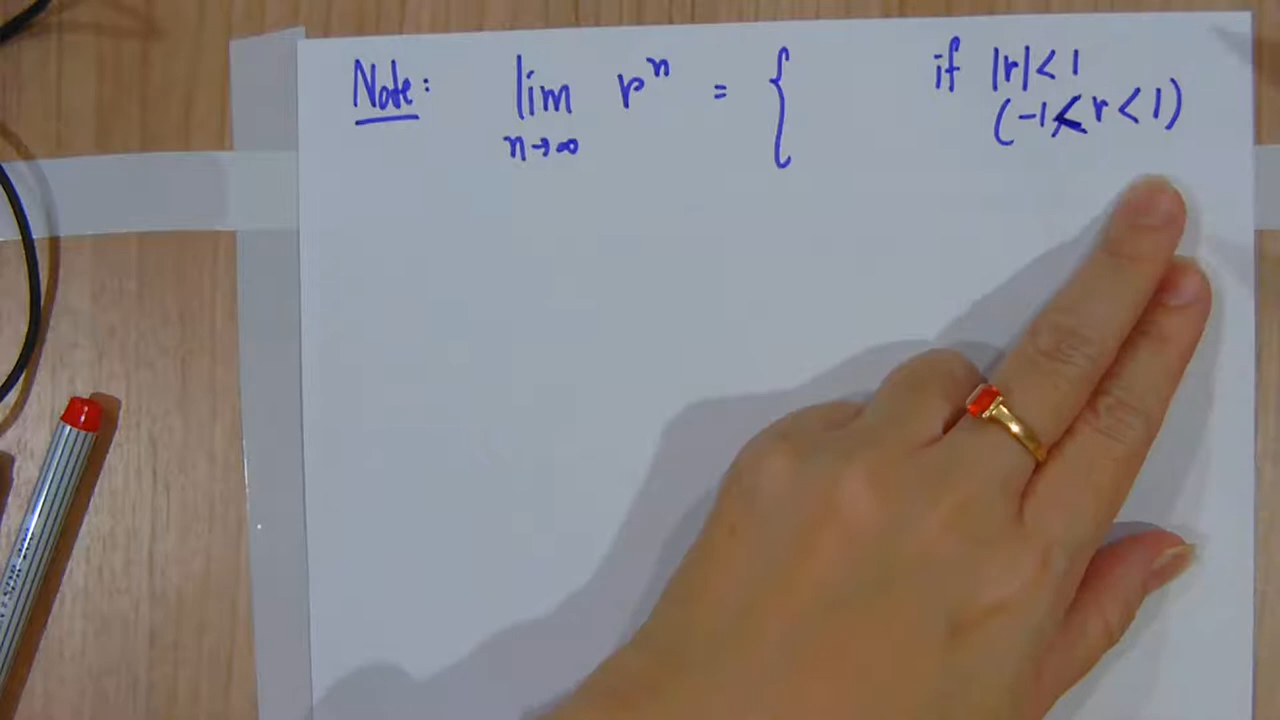 Note: lim r^n = { if |r| < 1
n→∞ (-1 < r < 1)